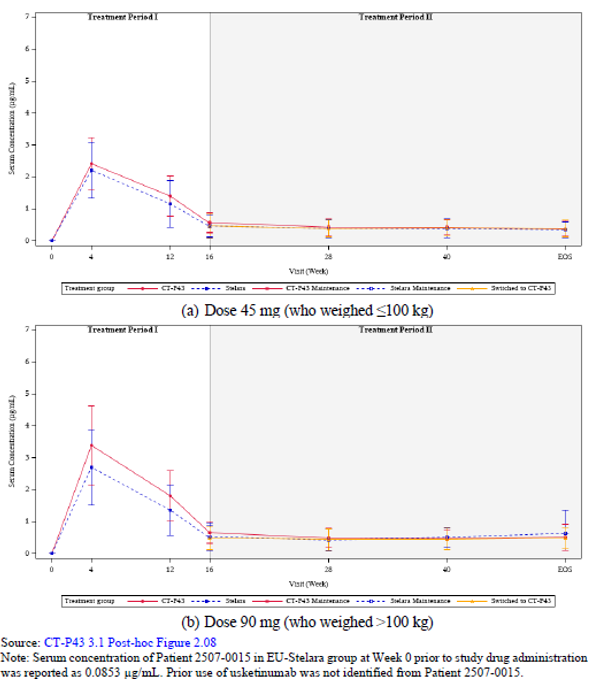 Treatment Period I Treatment Period II
7
6
5
4
3
2
1
0
Serum Concentration (µg/mL)
0 4 12 16 28 40 EOS
Visit (Week)
Treatment group CT-P43 Stelara CT-P43 Maintenance Stelara Maintenance Switched to CT-P43
(a) Dose 45 mg (who weighed ≤100 kg)
Treatment Period I Treatment Period II
7
6
5
4
3
2
1
0
Serum Concentration (µg/mL)
0 4 12 16 28 40 EOS
Visit (Week)
Treatment group CT-P43 Stelara CT-P43 Maintenance Stelara Maintenance Switched to CT-P43
(b) Dose 90 mg (who weighed >100 kg)
Source: CT-P43 3.1 Post-hoc Figure 2.08
Note: Serum concentration of Patient 2507-0015 in EU-Stelara group at Week 0 prior to study drug administration
was reported as 0.0853 µg/mL. Prior use of usketinumab was not identified from Patient 2507-0015.